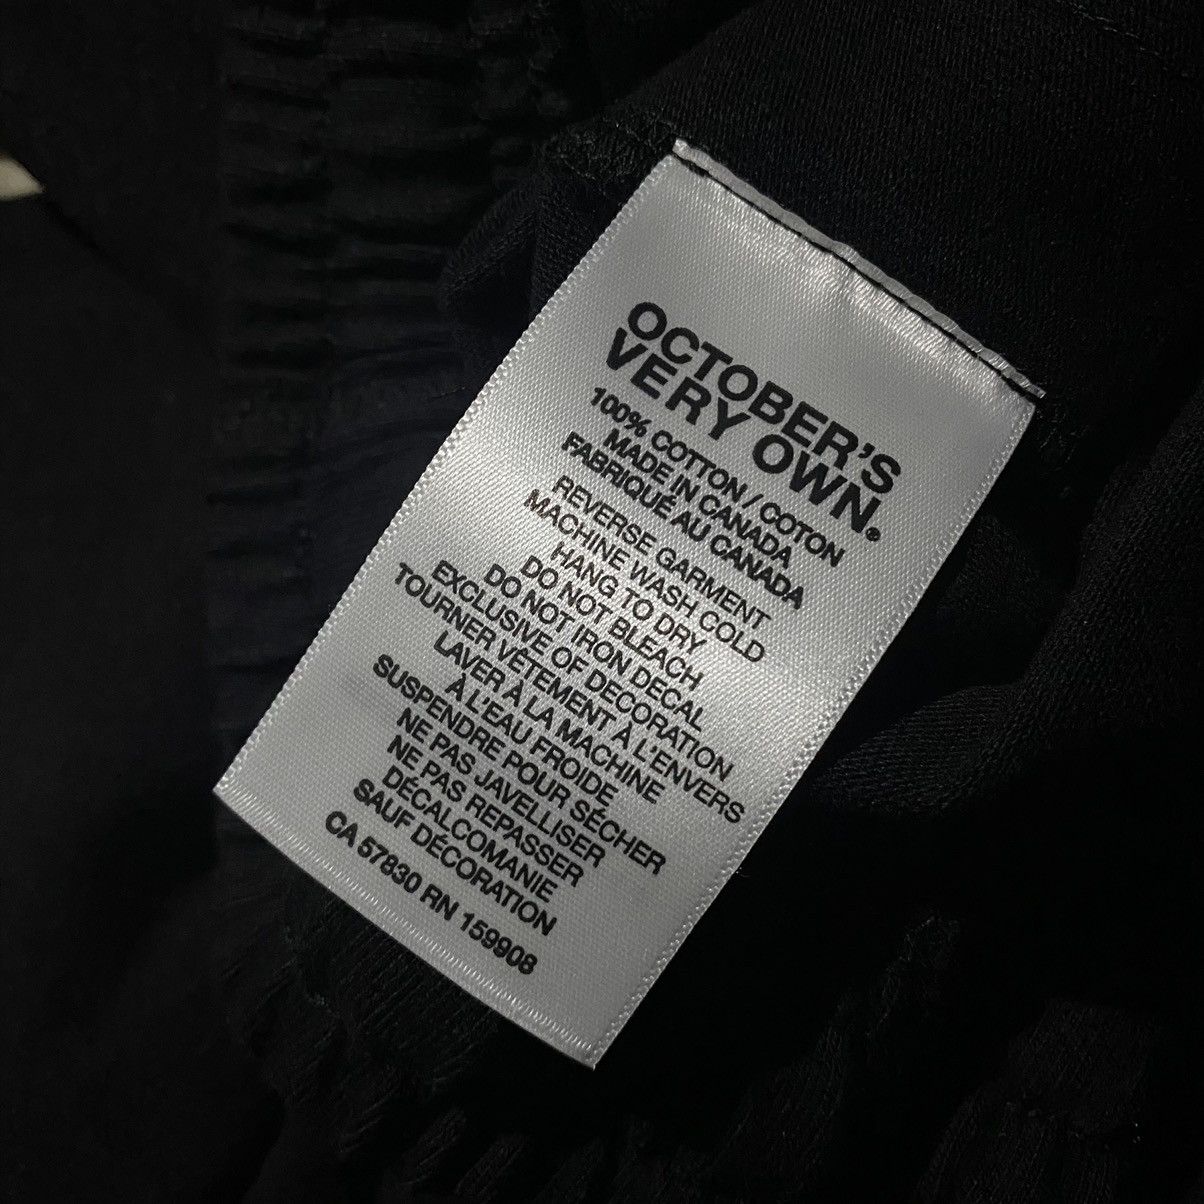 OCTOBER'S
VERY OWN®
100% COTTON / COTON
MADE IN CANADA
FABRIQUÉ AU CANADA
REVERSE GARMENT
MACHINE WASH COLD
HANG TO DRY
DO NOT BLEACH
DO NOT IRON DECAL
EXCLUSIVE OF DECORATION
TOURNER VÊTEMENT À L'ENVERS
LAVER À LA MACHINE
À L'EAU FROIDE
SUSPENDRE POUR SÉCHER
NE PAS JAVELLISER
NE PAS REPASSER
DÉCALCOMANIE
SAUF DÉCORATION
CA 57830 RN 159908